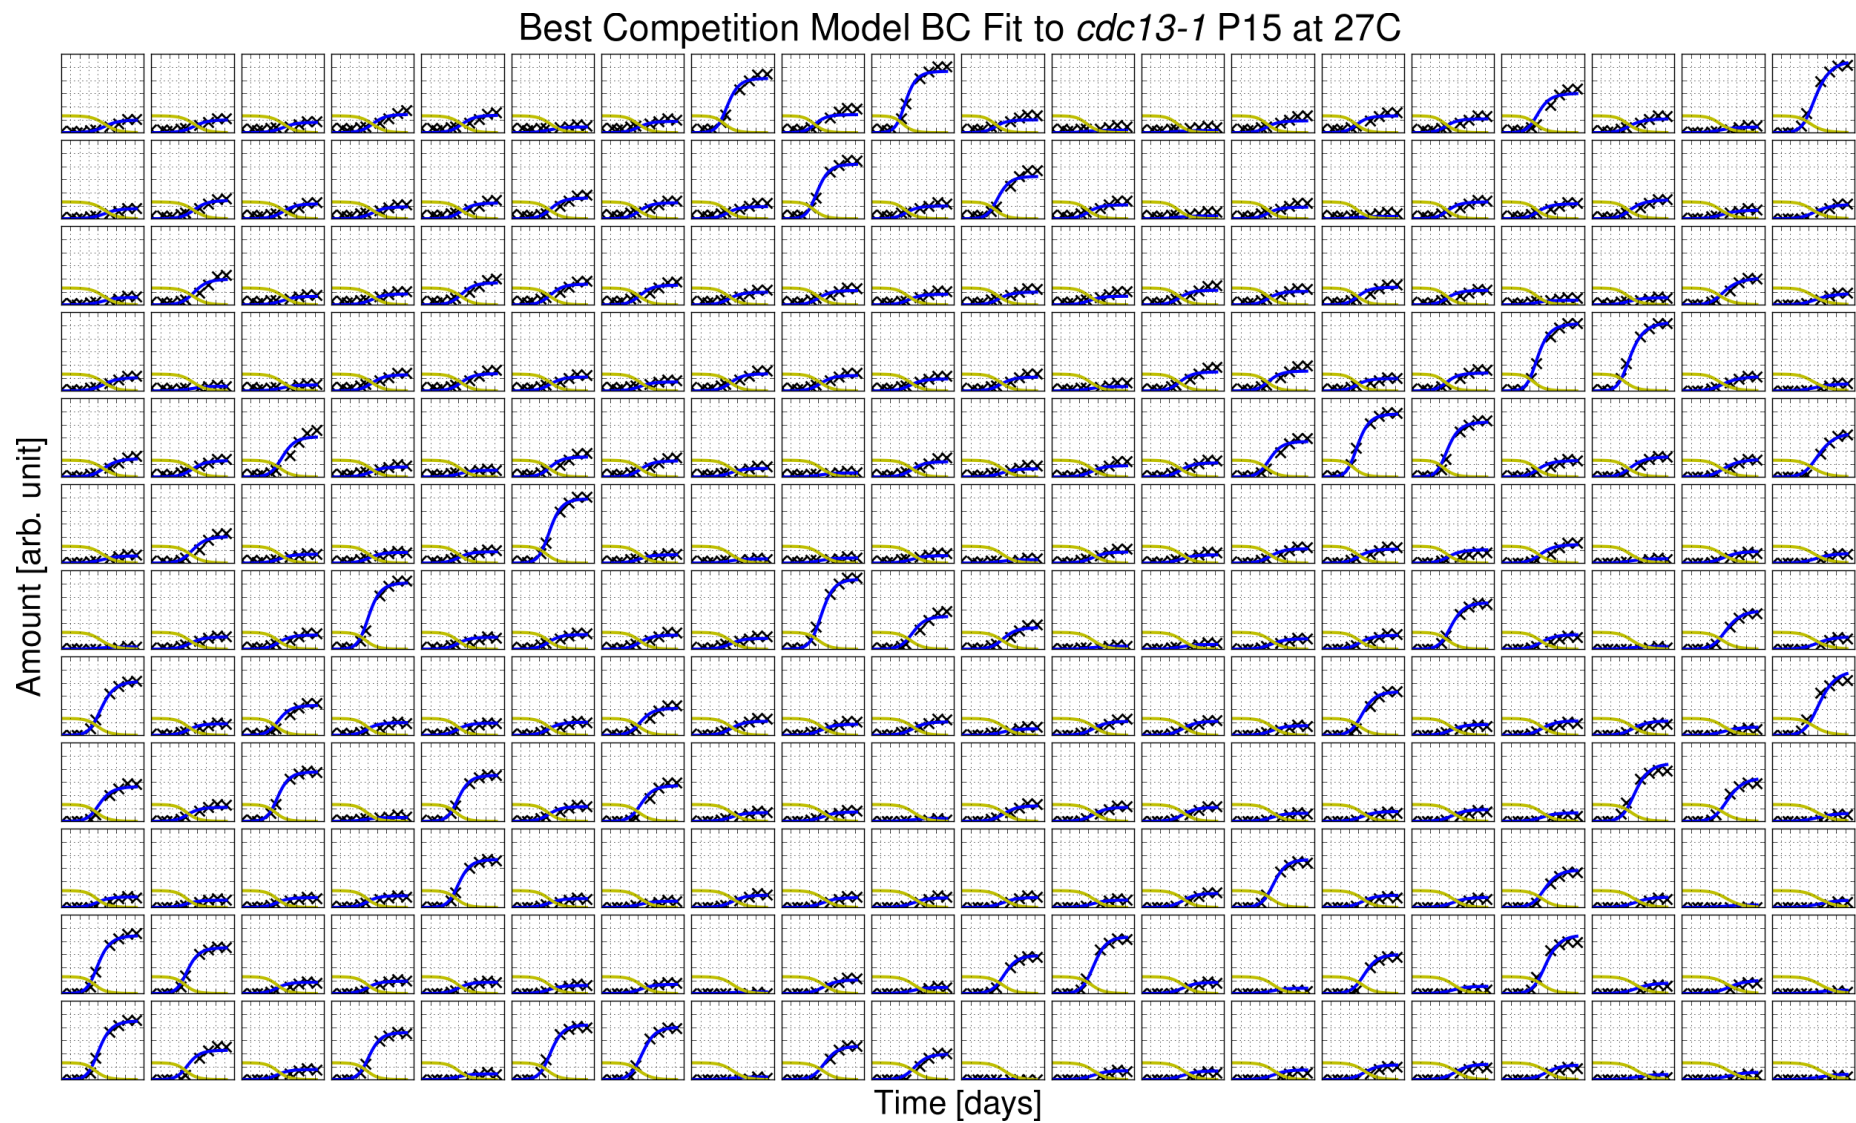 Best Competition Model BC Fit to cdc13-1 P15 at 27C
Amount [arb. unit]
Time [days]